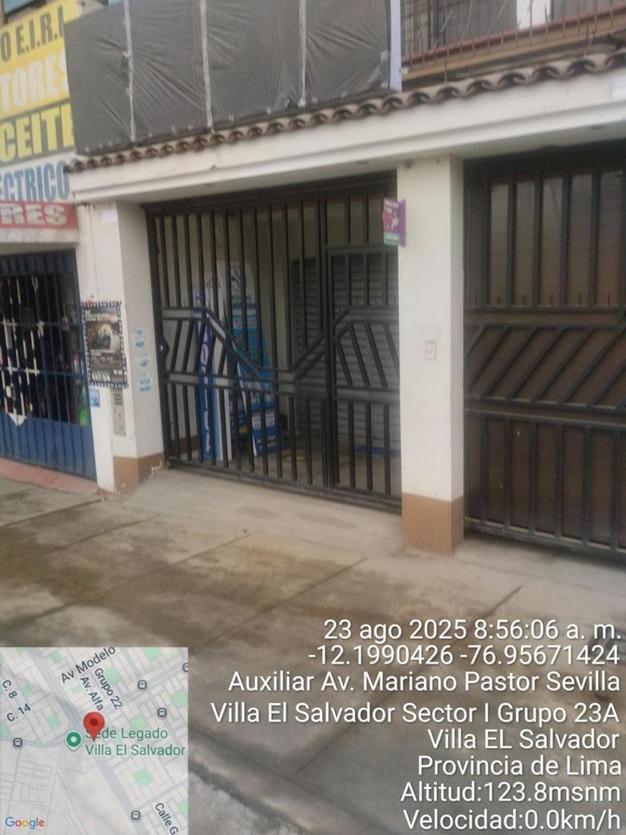 O E.I.R.L
TORES
CEITE
CTRICO
RES
23 ago 2025 8:56:06 a. m.
-12.1990426 -76.95671424
Auxiliar Av. Mariano Pastor Sevilla
Villa El Salvador Sector I Grupo 23A
Villa EL Salvador
Provincia de Lima
Altitud:123.8msnm
Velocidad:0.0km/h
Av Modelo
Grupo 22
Av. Alfa
C. 8
C. 14
Sede Legado
Villa El Salvador
Calle G
Google